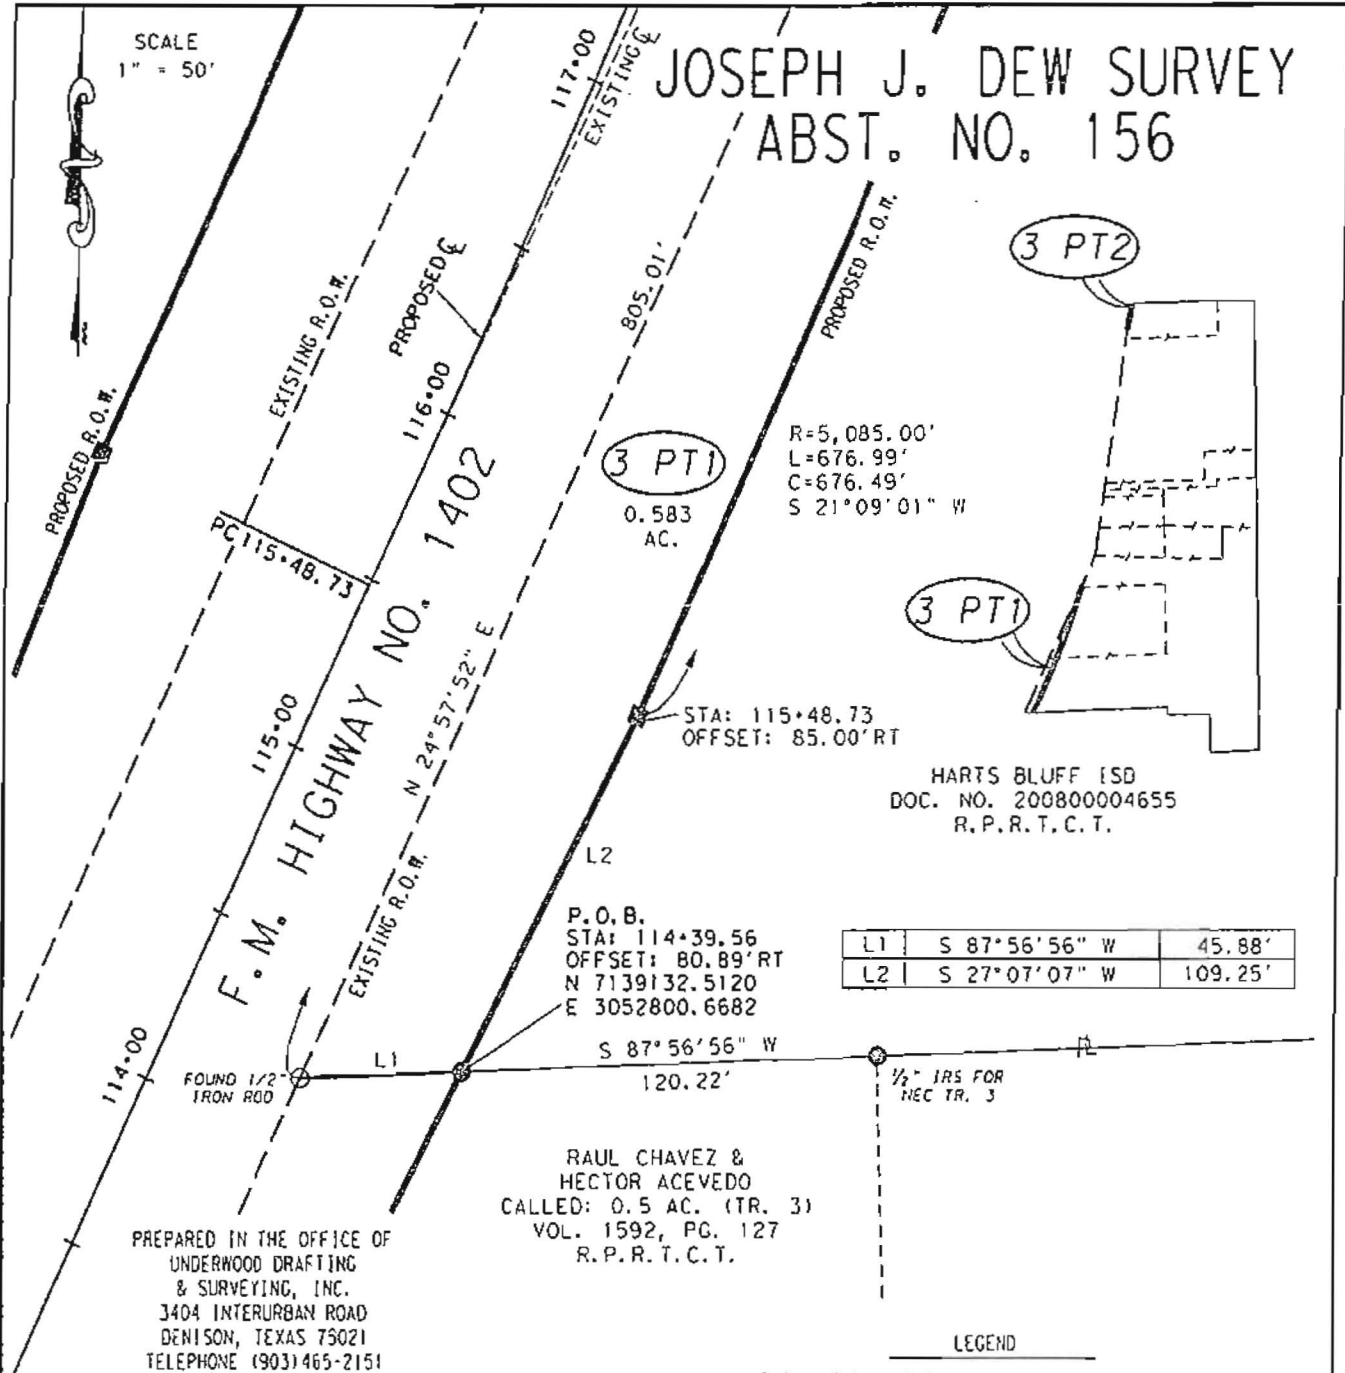 SCALE
1" = 50'
JOSEPH J. DEW SURVEY
ABST. NO. 156
117+00
EXISTING ℄
EXISTING R.O.W.
PROPOSED ℄
805.01'
PROPOSED R.O.W.
3 PT2
PROPOSED R.O.W.
116+00
3 PT1
0.583
AC.
R=5,085.00'
L=676.99'
C=676.49'
S 21°09'01" W
PC 115+48.73
3 PT1
F.M. HIGHWAY NO. 1402
N 24°57'52" E
115+00
STA: 115+48.73
OFFSET: 85.00'RT
HARTS BLUFF ISD
DOC. NO. 200800004655
R.P.R.T.C.T.
L2
EXISTING R.O.W.
P.O.B.
STA: 114+39.56
OFFSET: 80.89'RT
N 7139132.5120
E 3052800.6682
L1 S 87°56'56" W 45.88'
L2 S 27°07'07" W 109.25'
114+00
L1
S 87°56'56" W
120.22'
FOUND 1/2"
IRON ROD
½" IRS FOR
NEC TR. 3
PL
RAUL CHAVEZ &
HECTOR ACEVEDO
CALLED: 0.5 AC. (TR. 3)
VOL. 1592, PG. 127
R.P.R.T.C.T.
PREPARED IN THE OFFICE OF
UNDERWOOD DRAFTING
& SURVEYING, INC.
3404 INTERURBAN ROAD
DENISON, TEXAS 75021
TELEPHONE (903)465-2151
LEGEND